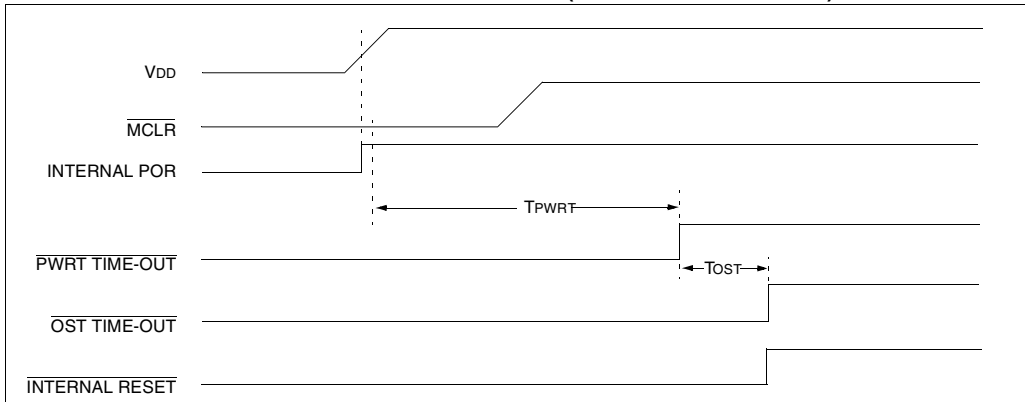 VDD
MCLR
INTERNAL POR
TPWRT
PWRT TIME-OUT
TOST
OST TIME-OUT
INTERNAL RESET